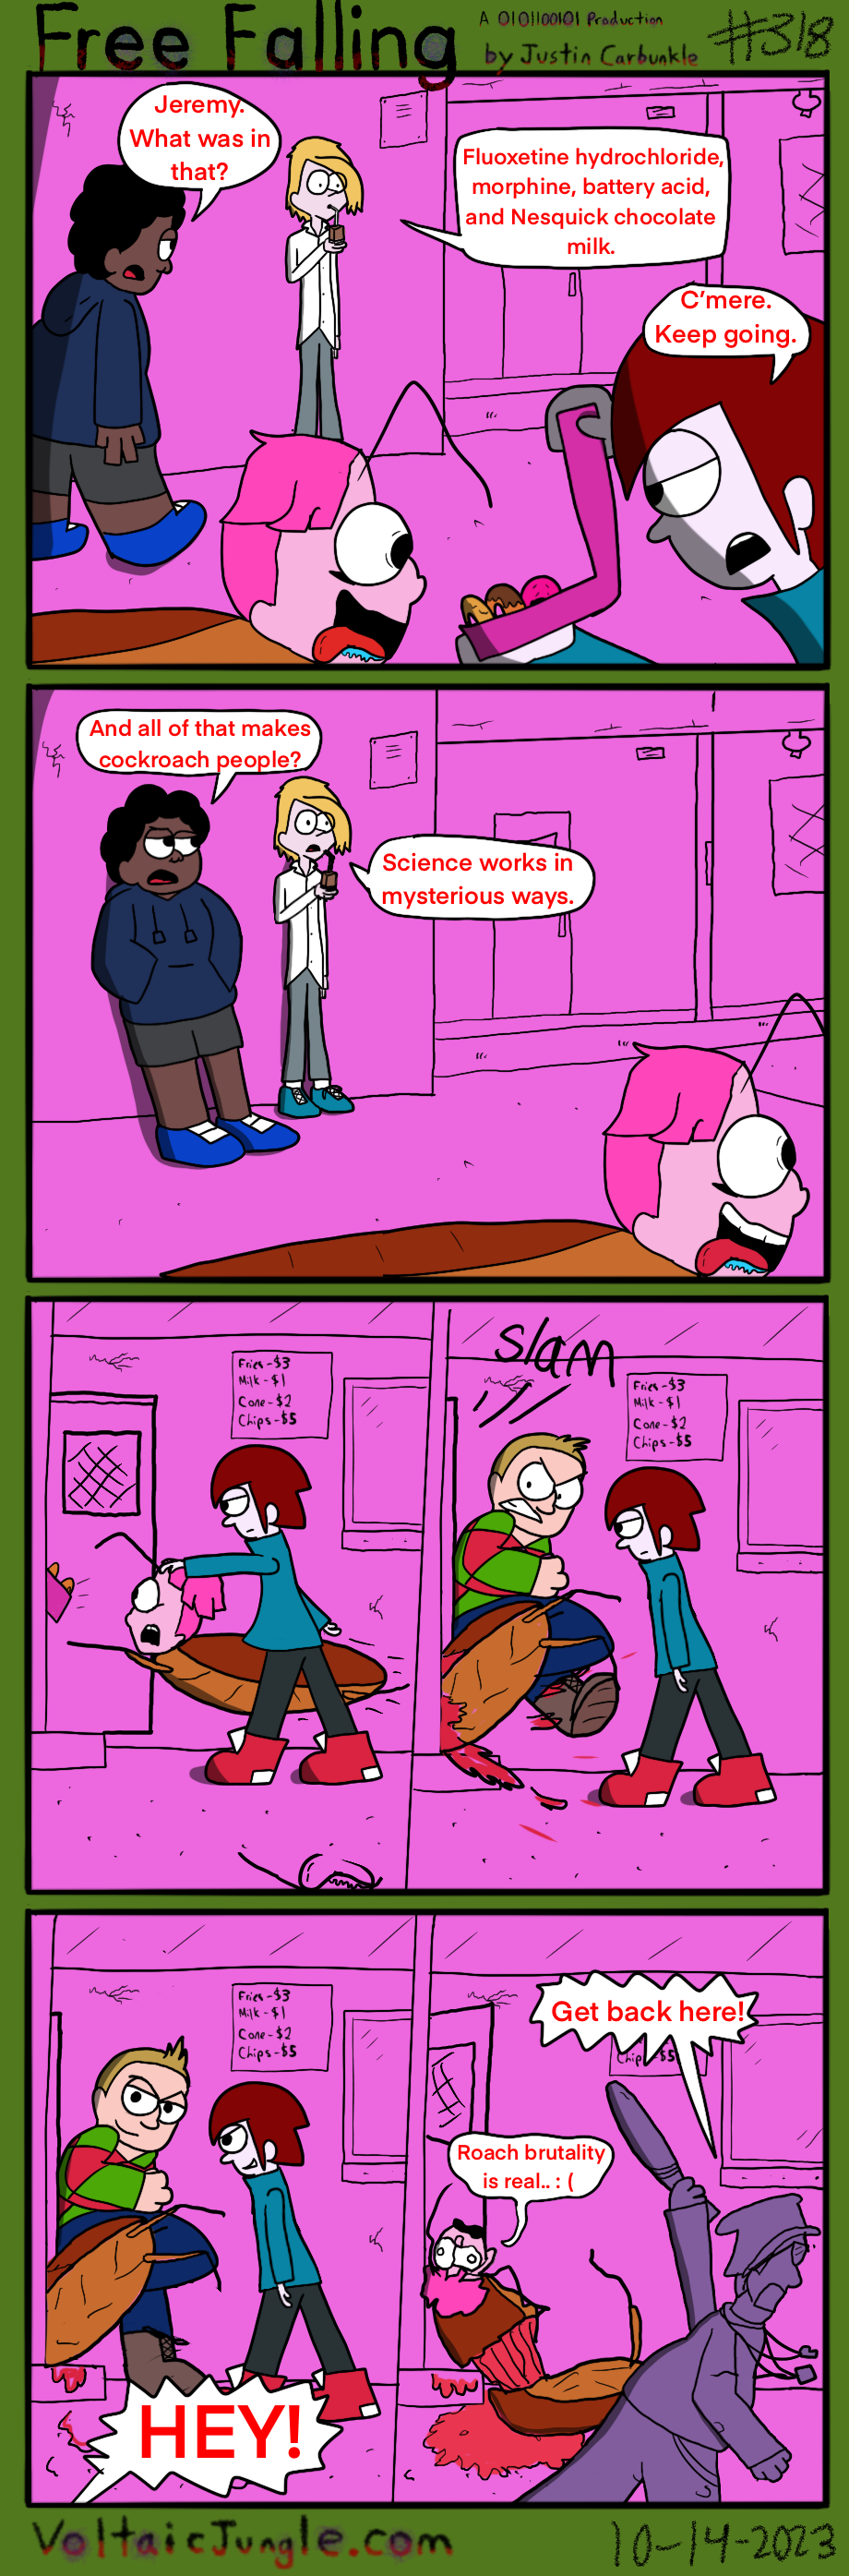 Free Falling
A 0101100101 Production
by Justin Carbunkle
#318
Jeremy.
What was in
that?
Fluoxetine hydrochloride,
morphine, battery acid,
and Nesquick chocolate
milk.
C'mere.
Keep going.
And all of that makes
cockroach people?
Science works in
mysterious ways.
Fries-$3
Milk-$1
Cone-$2
Chips-$5
slam
Fries-$3
Milk-$1
Cone-$2
Chips-$5
Fries-$3
Milk-$1
Cone-$2
Chips-$5
HEY!
Get back here!
Chip -$5
Roach brutality
is real.. : (
VoltaicJungle.com
10-14-2023